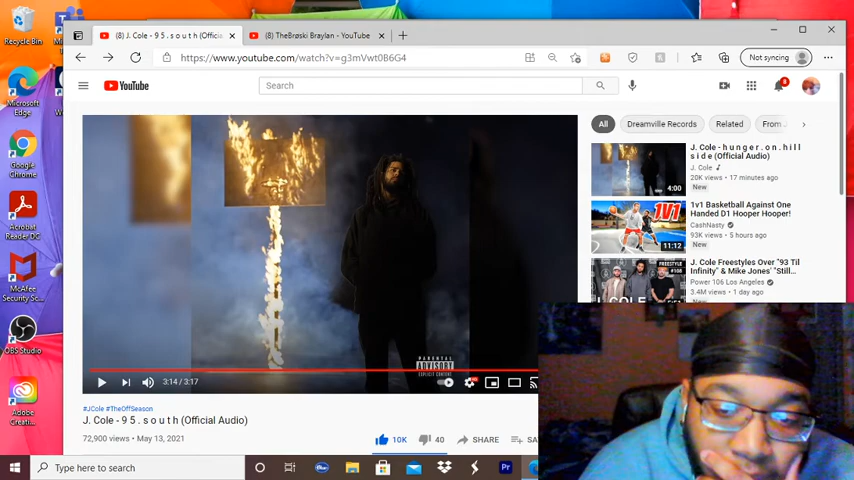 Recycle Bin
Microsoft Edge
Google Chrome
Acrobat Reader DC
McAfee Security Sc...
OBS Studio
Adobe Creati...
(8) J. Cole - 9 5 . s o u t h (Officia
(8) TheBrøski Braylan - YouTube
https://www.youtube.com/watch?v=g3mVwt0B6G4
Not syncing
YouTube
Search
8
All
Dreamville Records
Related
From J
J. Cole - h u n g e r . o n . h i l l s i d e (Official Audio)
J. Cole
20K views • 17 minutes ago
New
4:00
1v1 Basketball Against One Handed D1 Hooper Hooper!
CashNasty
93K views • 5 hours ago
New
1V1
11:12
J. Cole Freestyles Over "93 Til Infinity" & Mike Jones' "Still...
Power 106 Los Angeles
3.4M views • 1 day ago
FREESTYLE
#108
PARENTAL
ADVISORY
EXPLICIT CONTENT
3:14 / 3:17
#JCole #TheOffSeason
J. Cole - 9 5 . s o u t h (Official Audio)
72,900 views • May 13, 2021
10K
40
SHARE
Type here to search
Pr